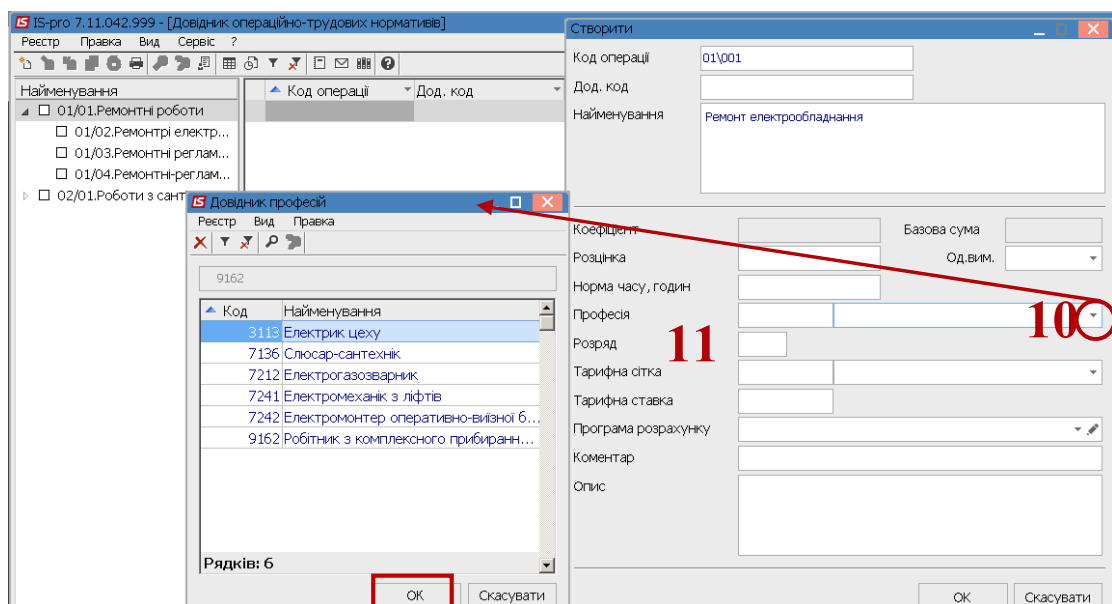 IS-pro 7.11.042.999 - [Довідник операційно-трудових нормативів]
Реєстр Правка Вид Сервіс ?
Найменування
01/01.Ремонтні роботи
01/02.Ремонтрі електр...
01/03.Ремонтні реглам...
01/04.Ремонтні-реглам...
02/01.Роботи з сант
Код операції Дод. код
Довідник професій
Реєстр Вид Правка
9162
Код Найменування
3113 Електрик цеху
7136 Слюсар-сантехнік
7212 Електрогазозварник
7241 Електромеханік з ліфтів
7242 Електромонтер оперативно-виїзної б...
9162 Робітник з комплексного прибиранн...
Рядків: 6
ОК Скасувати
Створити
Код операції 01\001
Дод. код
Найменування Ремонт електрообладнання
Коефіцієнт Базова сума
Розцінка Од.вим.
Норма часу, годин
Професія 10
Розряд 11
Тарифна сітка
Тарифна ставка
Програма розрахунку
Коментар
Опис
ОК Скасувати